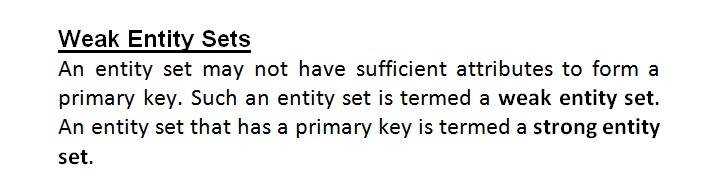 Weak Entity Sets
An entity set may not have sufficient attributes to form a
primary key. Such an entity set is termed a weak entity set.
An entity set that has a primary key is termed a strong entity
set.